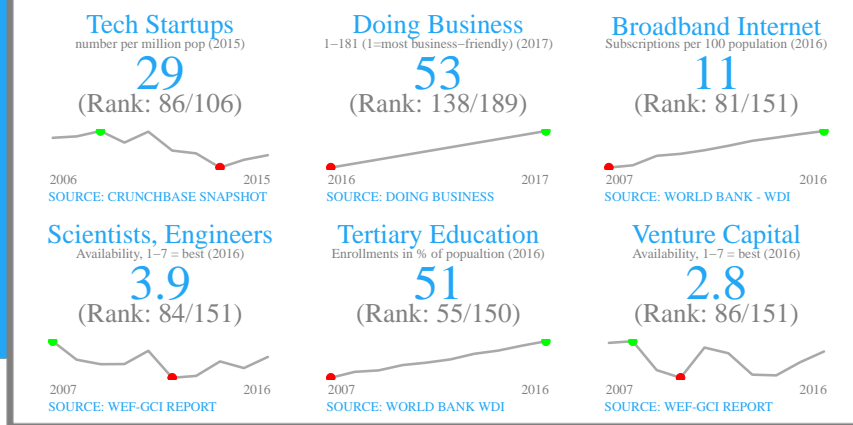 Tech Startups
number per million pop (2015)
29
(Rank: 86/106)
2006 2015
SOURCE: CRUNCHBASE SNAPSHOT
Doing Business
1−181 (1=most business−friendly) (2017)
53
(Rank: 138/189)
2016 2017
SOURCE: DOING BUSINESS
Broadband Internet
Subscriptions per 100 population (2016)
11
(Rank: 81/151)
2007 2016
SOURCE: WORLD BANK - WDI
Scientists, Engineers
Availability, 1−7 = best (2016)
3.9
(Rank: 84/151)
2007 2016
SOURCE: WEF-GCI REPORT
Tertiary Education
Enrollments in % of popualtion (2016)
51
(Rank: 55/150)
2007 2016
SOURCE: WORLD BANK WDI
Venture Capital
Availability, 1−7 = best (2016)
2.8
(Rank: 86/151)
2007 2016
SOURCE: WEF-GCI REPORT